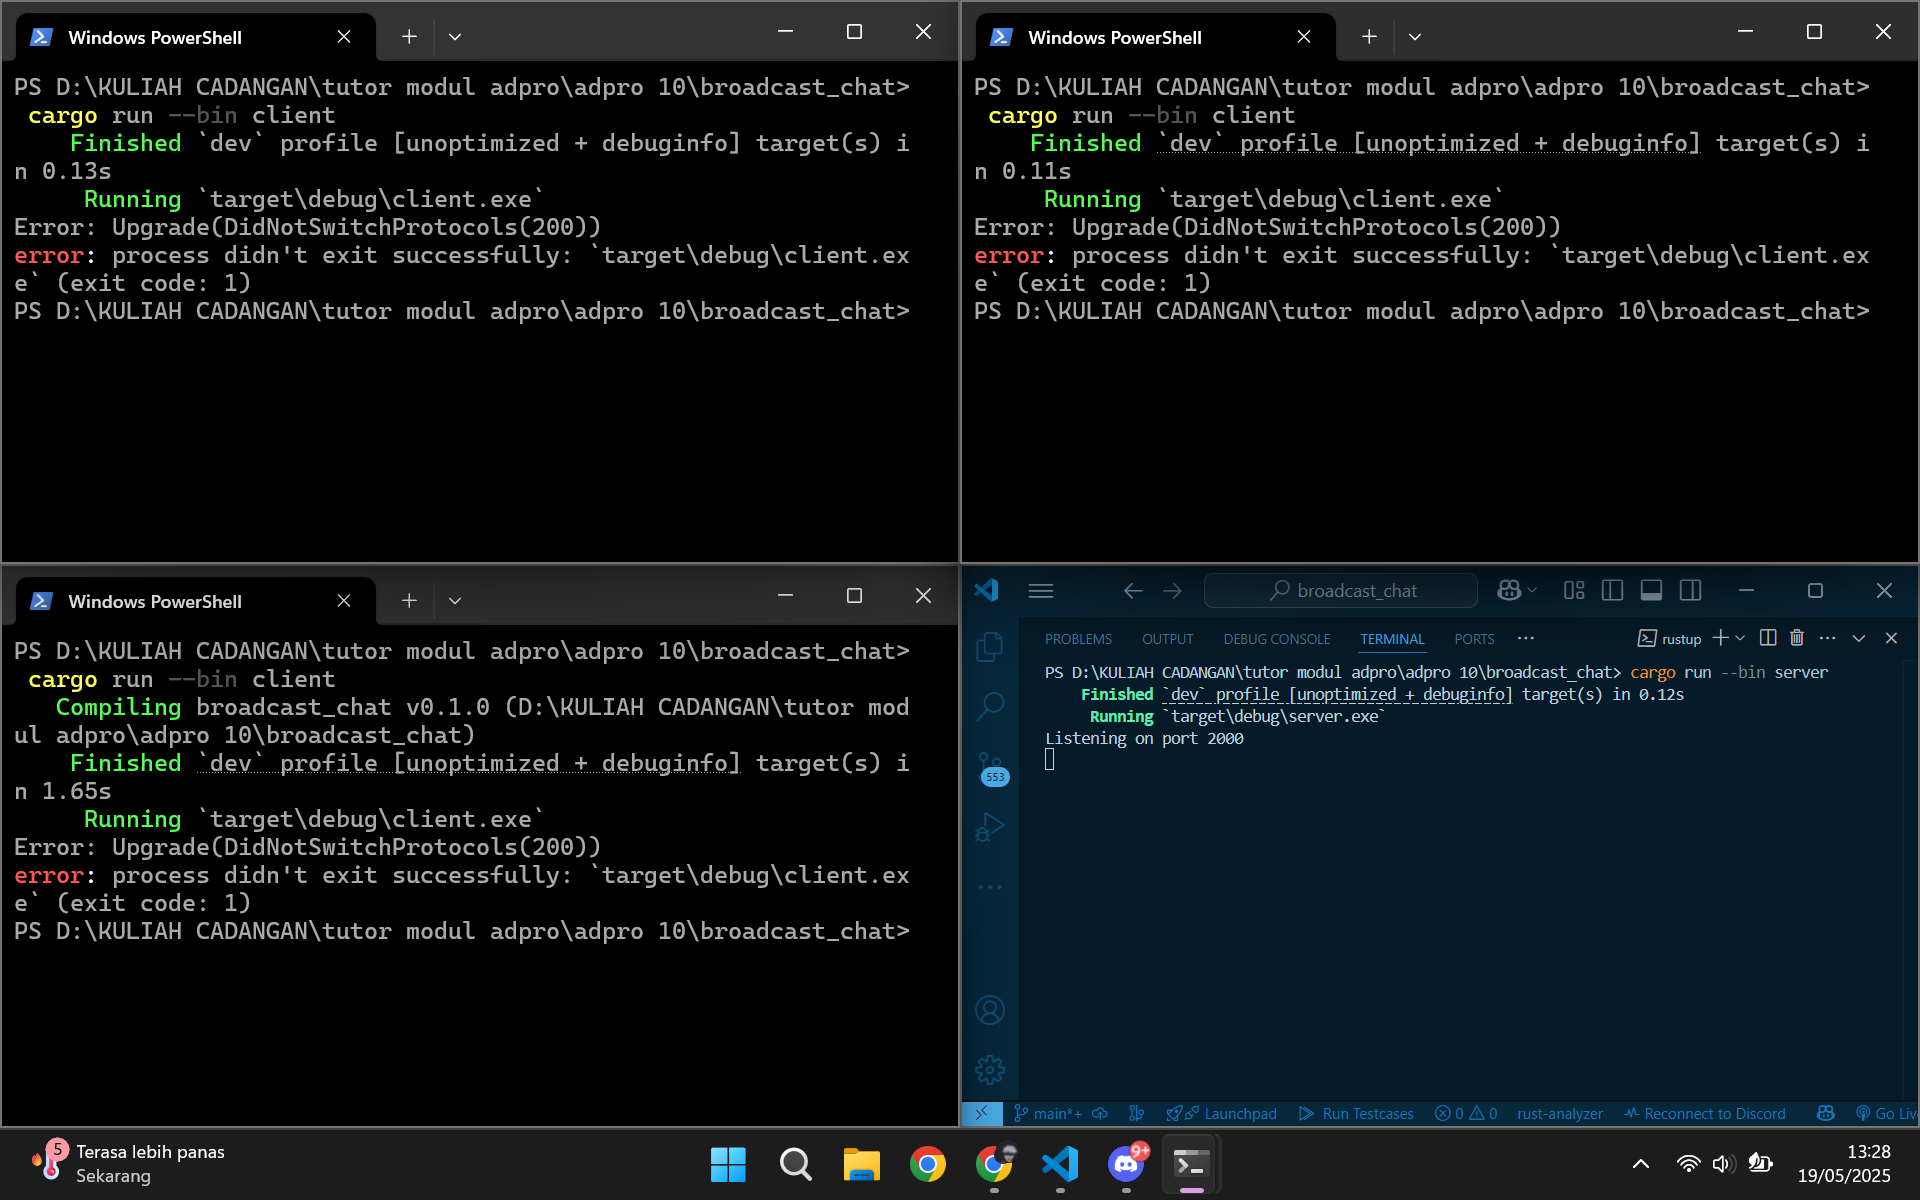 Windows PowerShell
PS D:\KULIAH CADANGAN\tutor modul adpro\adpro 10\broadcast_chat>
cargo run --bin client
Finished `dev` profile [unoptimized + debuginfo] target(s) i
n 0.13s
Running `target\debug\client.exe`
Error: Upgrade(DidNotSwitchProtocols(200))
error: process didn't exit successfully: `target\debug\client.ex
e` (exit code: 1)
PS D:\KULIAH CADANGAN\tutor modul adpro\adpro 10\broadcast_chat>
Windows PowerShell
PS D:\KULIAH CADANGAN\tutor modul adpro\adpro 10\broadcast_chat>
cargo run --bin client
Finished `dev` profile [unoptimized + debuginfo] target(s) i
n 0.11s
Running `target\debug\client.exe`
Error: Upgrade(DidNotSwitchProtocols(200))
error: process didn't exit successfully: `target\debug\client.ex
e` (exit code: 1)
PS D:\KULIAH CADANGAN\tutor modul adpro\adpro 10\broadcast_chat>
Windows PowerShell
PS D:\KULIAH CADANGAN\tutor modul adpro\adpro 10\broadcast_chat>
cargo run --bin client
Compiling broadcast_chat v0.1.0 (D:\KULIAH CADANGAN\tutor mod
ul adpro\adpro 10\broadcast_chat)
Finished `dev` profile [unoptimized + debuginfo] target(s) i
n 1.65s
Running `target\debug\client.exe`
Error: Upgrade(DidNotSwitchProtocols(200))
error: process didn't exit successfully: `target\debug\client.ex
e` (exit code: 1)
PS D:\KULIAH CADANGAN\tutor modul adpro\adpro 10\broadcast_chat>
broadcast_chat
PROBLEMS OUTPUT DEBUG CONSOLE TERMINAL PORTS ··· rustup
PS D:\KULIAH CADANGAN\tutor modul adpro\adpro 10\broadcast_chat> cargo run --bin server
Finished `dev` profile [unoptimized + debuginfo] target(s) in 0.12s
Running `target\debug\server.exe`
Listening on port 2000
553
main*+ Launchpad Run Testcases 0 0 rust-analyzer Reconnect to Discord Go Liv
5
Terasa lebih panas
Sekarang
9+
13:28
19/05/2025